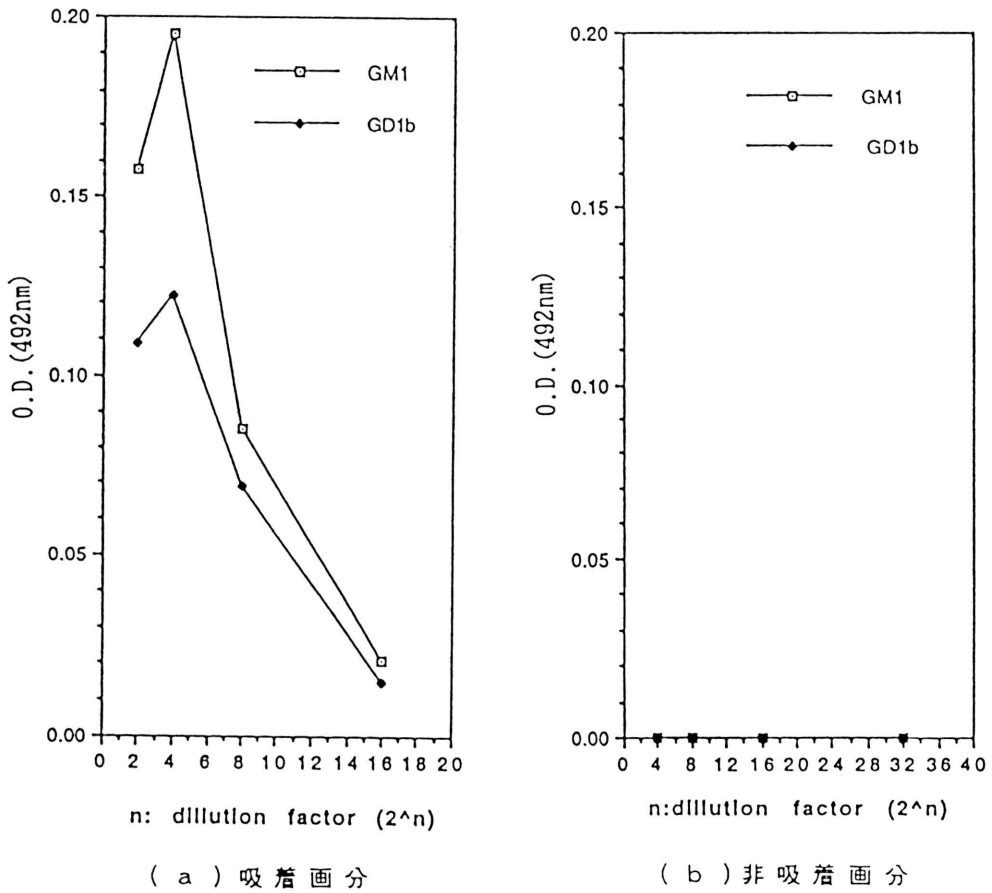 0.20
0.15
0.10
0.05
0.00
O.D.(492nm)
GM1
GD1b
0 2 4 6 8 10 12 14 16 18 20
n: dillution factor (2^n)
(a)吸着画分
0.20
0.15
0.10
0.05
0.00
O.D.(492nm)
GM1
GD1b
0 4 8 12 16 20 24 28 32 36 40
n:dillution factor (2^n)
(b)非吸着画分